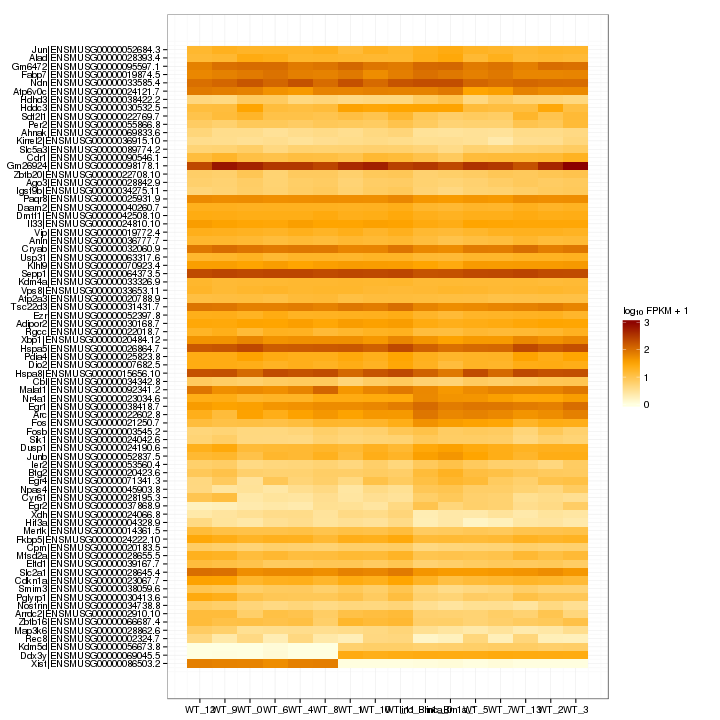 Jun|ENSMUSG00000052684.3
Alad|ENSMUSG00000028393.4
Gm6472|ENSMUSG00000095597.1
Fabp7|ENSMUSG00000019874.5
Ndn|ENSMUSG00000033585.4
Atp6v0c|ENSMUSG00000024121.7
Hdhd3|ENSMUSG00000038422.2
Hddc3|ENSMUSG00000030532.5
Sdf2l1|ENSMUSG00000022769.7
Per2|ENSMUSG00000055866.8
Ahnak|ENSMUSG00000069833.6
Kirrel2|ENSMUSG00000036915.10
Slc5a3|ENSMUSG00000089774.2
Cdr1|ENSMUSG00000090546.1
Gm26924|ENSMUSG00000098178.1
Zbtb20|ENSMUSG00000022708.10
Ago3|ENSMUSG00000028842.9
Igsf9b|ENSMUSG00000034275.11
Paqr8|ENSMUSG00000025931.9
Daam2|ENSMUSG00000040260.7
Dmtf1|ENSMUSG00000042508.10
Il33|ENSMUSG00000024810.10
Vip|ENSMUSG00000019772.4
Anln|ENSMUSG00000036777.7
Cryab|ENSMUSG00000032060.9
Usp31|ENSMUSG00000063317.6
Klhl9|ENSMUSG00000070923.4
Sepp1|ENSMUSG00000064373.5
Kdm4a|ENSMUSG00000033326.9
Vps8|ENSMUSG00000033653.11
Atp2a3|ENSMUSG00000020788.9
Tsc22d3|ENSMUSG00000031431.7
Ezr|ENSMUSG00000052397.8
Adipor2|ENSMUSG00000030168.7
Rgcc|ENSMUSG00000022018.7
Xbp1|ENSMUSG00000020484.12
Hspa5|ENSMUSG00000026864.7
Pdia4|ENSMUSG00000025823.8
Dio2|ENSMUSG00000007682.5
Hspa8|ENSMUSG00000015656.10
Cbl|ENSMUSG00000034342.8
Malat1|ENSMUSG00000092341.2
Nr4a1|ENSMUSG00000023034.6
Egr1|ENSMUSG00000038418.7
Arc|ENSMUSG00000022602.8
Fos|ENSMUSG00000021250.7
Fosb|ENSMUSG00000003545.2
Sik1|ENSMUSG00000024042.6
Dusp1|ENSMUSG00000024190.6
Junb|ENSMUSG00000052837.5
Ier2|ENSMUSG00000053560.4
Btg2|ENSMUSG00000020423.6
Egr4|ENSMUSG00000071341.3
Npas4|ENSMUSG00000045903.8
Cyr61|ENSMUSG00000028195.3
Egr2|ENSMUSG00000037868.9
Xdh|ENSMUSG00000024066.8
Hif3a|ENSMUSG00000004328.9
Mertk|ENSMUSG00000014361.5
Fkbp5|ENSMUSG00000024222.10
Cpm|ENSMUSG00000020183.5
Mfsd2a|ENSMUSG00000028655.5
Eltd1|ENSMUSG00000039167.7
Slc2a1|ENSMUSG00000028645.4
Cdkn1a|ENSMUSG00000023067.7
Smim3|ENSMUSG00000038059.6
Pglyrp1|ENSMUSG00000030413.6
Nostrin|ENSMUSG00000034738.8
Arrdc2|ENSMUSG00000002910.10
Zbtb16|ENSMUSG00000066687.4
Map3k6|ENSMUSG00000028862.6
Rec8|ENSMUSG00000002324.7
Kdm5d|ENSMUSG00000056673.8
Ddx3y|ENSMUSG00000069045.5
Xist|ENSMUSG00000086503.2
WT_12 WT_9 WT_0 WT_6 WT_4 WT_8 WT_1 WT_10 WT_5 WT_7 WT_13 WT_2 WT_3
log10 FPKM + 1
3
2
1
0